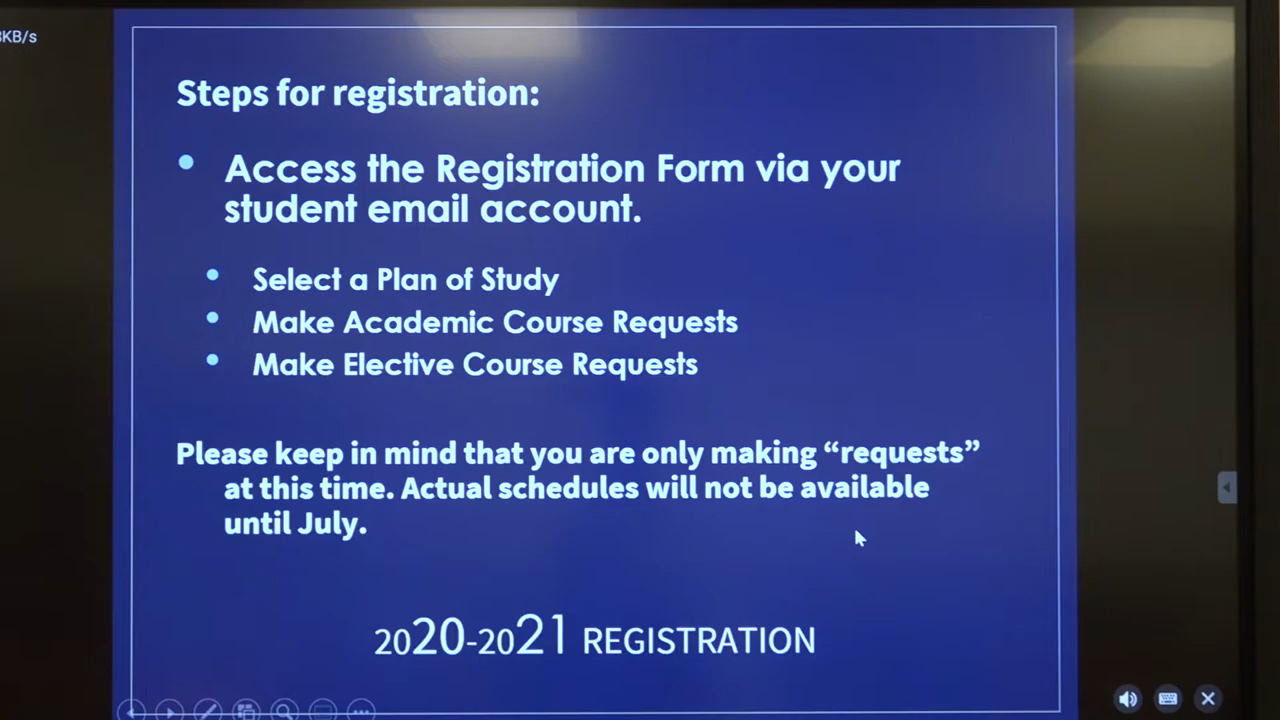 Steps for registration:
• Access the Registration Form via your
student email account.
• Select a Plan of Study
• Make Academic Course Requests
• Make Elective Course Requests
Please keep in mind that you are only making “requests”
at this time. Actual schedules will not be available
until July.
2020-2021 REGISTRATION